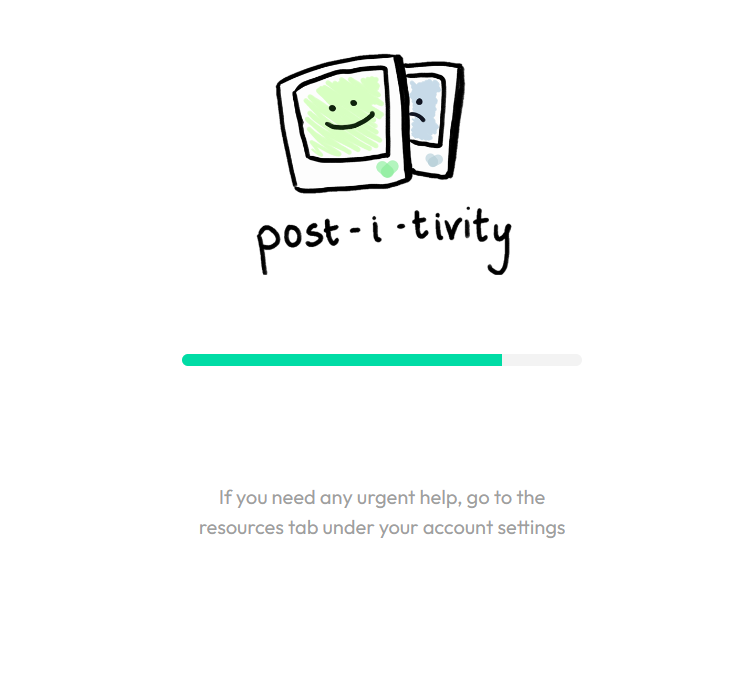 post-i-tivity
If you need any urgent help, go to the
resources tab under your account settings